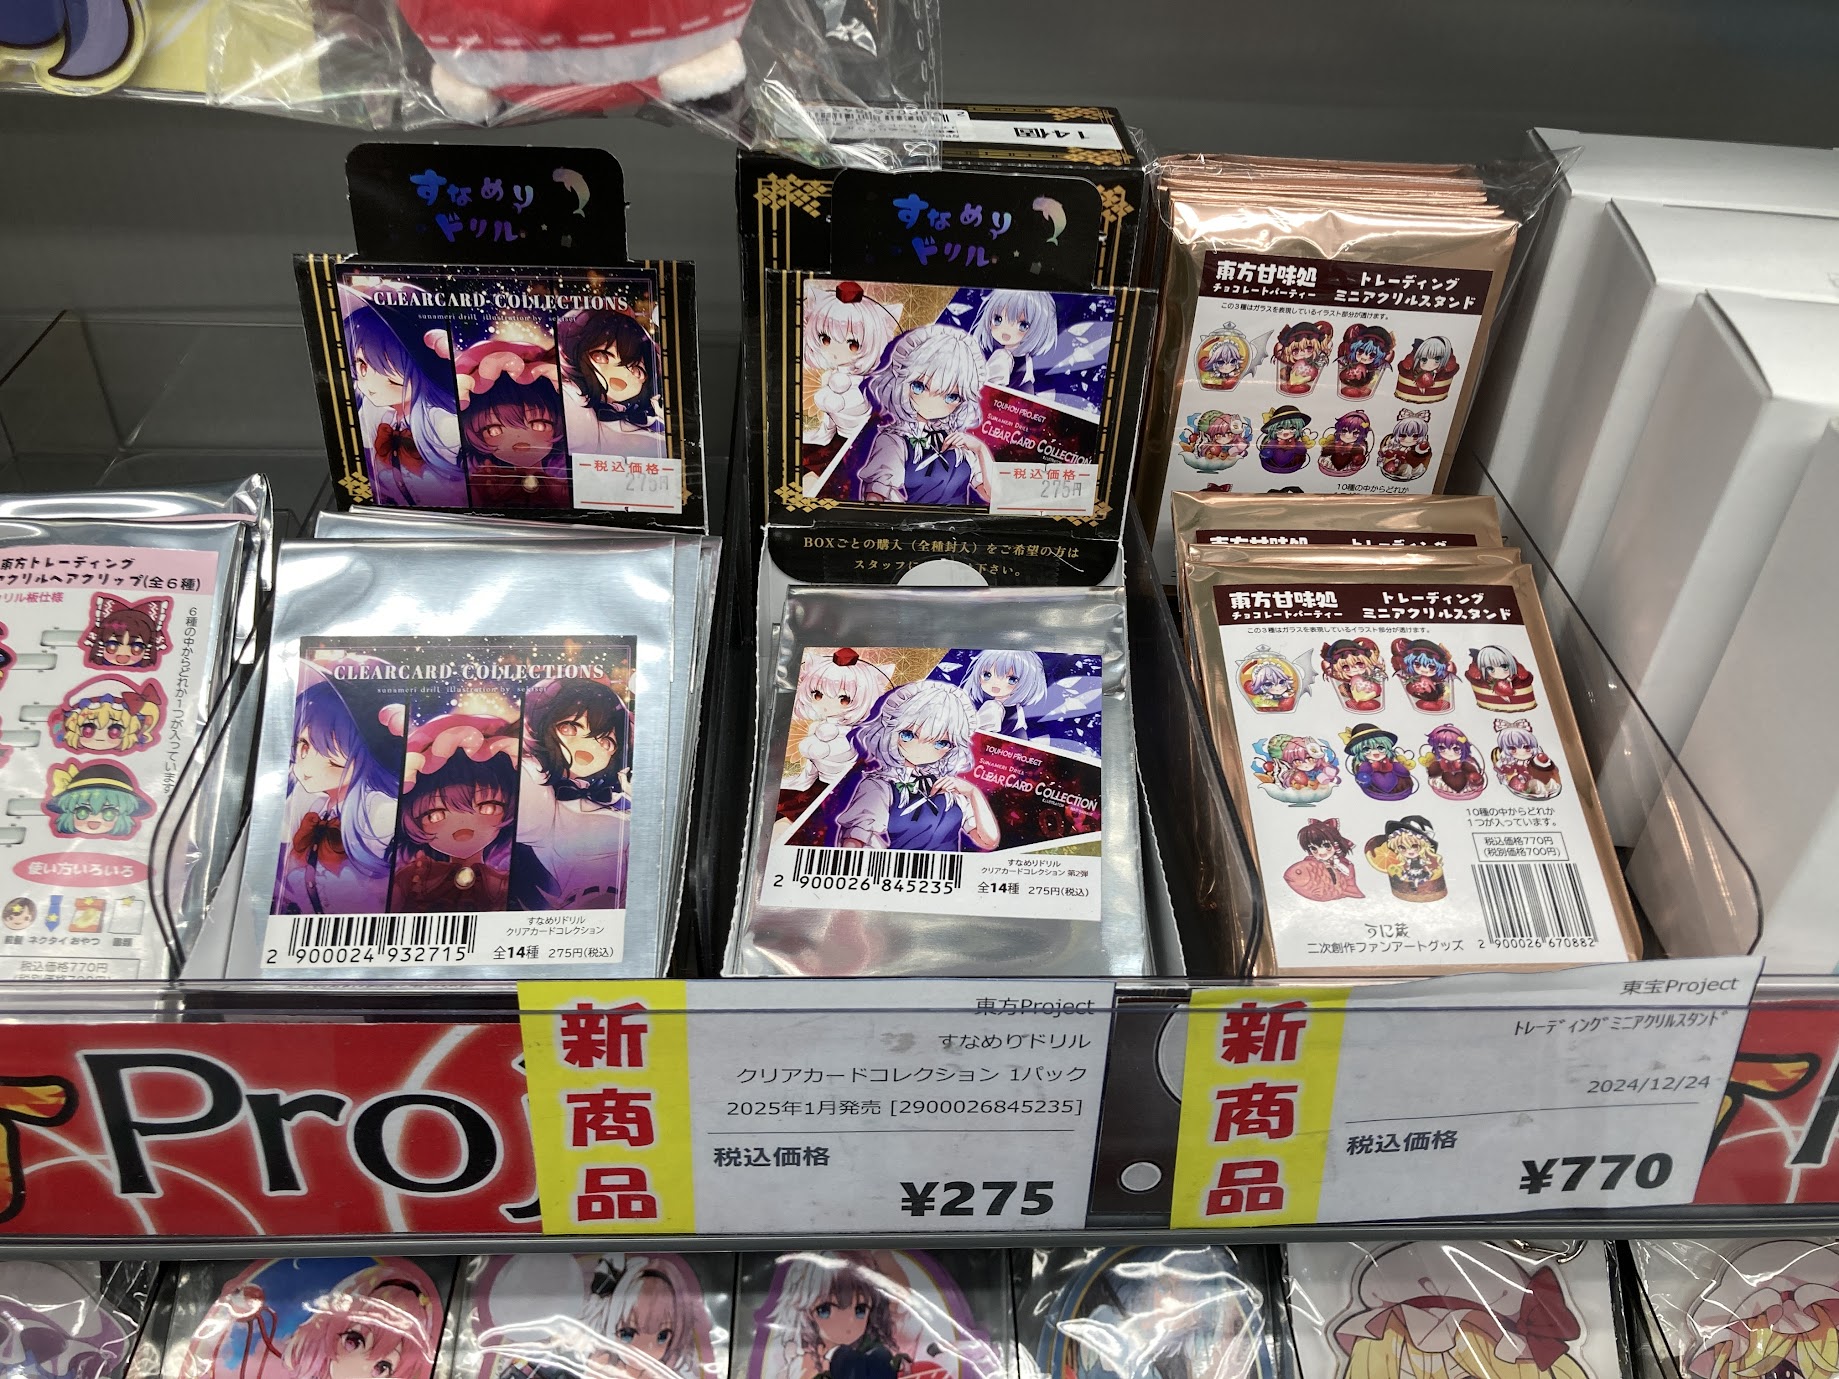 すなめり
ドリル
CLEARCARD COLLECTIONS
sunameri drill illustration by sekisei
税込価格
275円
14個
すなめり
ドリル
TOUHOU PROJECT
SUNAMERI DRILL
CLEARCARD COLLECTION
税込価格
275円
BOXごとの購入(全種封入)をご希望の方は
スタッフに
下さい。
東方甘味処 トレーディング
チョコレートパーティー ミニアクリルスタンド
この3種はガラスを表現しているイラスト部分が透けます。
10種の中からどれか
東方トレーディング
アクリルヘアクリップ(全6種)
リル板仕様
6種の中からどれか1つが入っています
使い方いろいろ
前髪 ネクタイ おやつ 書類
税込価格770円
CLEARCARD COLLECTIONS
sunameri drill illustration by sekisei
すなめりドリル
クリアカードコレクション
全14種 275円(税込)
2 900024 932715
TOUHOU PROJECT
SUNAMERI DRILL
CLEARCARD COLLECTION
すなめりドリル
クリアカードコレクション 第2弾
全14種 275円(税込)
2 900026 845235
東方甘味処 トレーディング
チョコレートパーティー ミニアクリルスタンド
この3種はガラスを表現しているイラスト部分が透けます。
10種の中からどれか
1つが入っています。
税込価格770円
(税別価格700円)
うに蔵
二次創作ファンアートグッズ
2 900026 670882
Proj
新商品
東方Project
すなめりドリル
クリアカードコレクション 1パック
2025年1月発売 [2900026845235]
税込価格
¥275
新商品
東宝Project
トレーディングミニアクリルスタンド
2024/12/24
税込価格
¥770